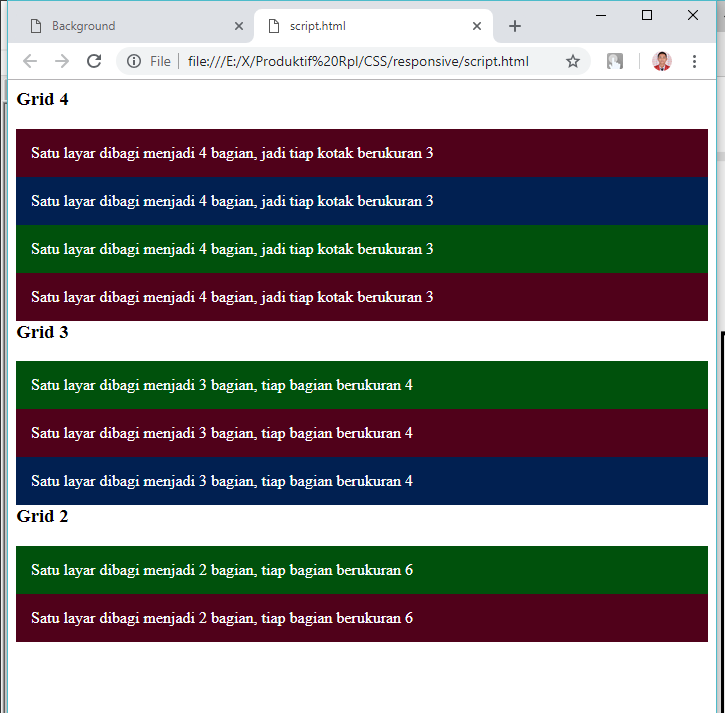 Background
script.html
File
file:///E:/X/Produktif%20Rpl/CSS/responsive/script.html
Grid 4
Satu layar dibagi menjadi 4 bagian, jadi tiap kotak berukuran 3
Satu layar dibagi menjadi 4 bagian, jadi tiap kotak berukuran 3
Satu layar dibagi menjadi 4 bagian, jadi tiap kotak berukuran 3
Satu layar dibagi menjadi 4 bagian, jadi tiap kotak berukuran 3
Grid 3
Satu layar dibagi menjadi 3 bagian, tiap bagian berukuran 4
Satu layar dibagi menjadi 3 bagian, tiap bagian berukuran 4
Satu layar dibagi menjadi 3 bagian, tiap bagian berukuran 4
Grid 2
Satu layar dibagi menjadi 2 bagian, tiap bagian berukuran 6
Satu layar dibagi menjadi 2 bagian, tiap bagian berukuran 6